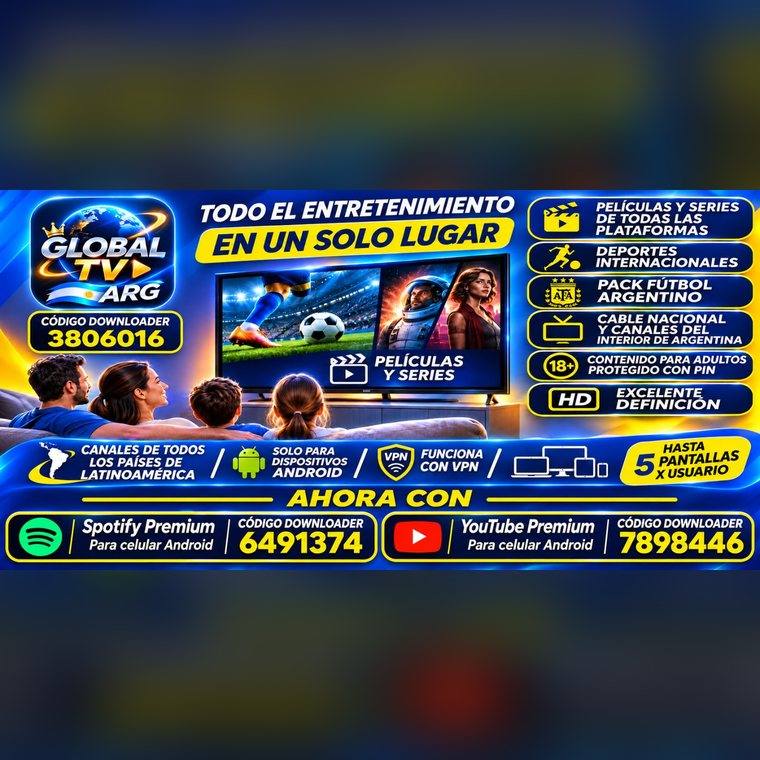 GLOBAL
TV
ARG
CÓDIGO DOWNLOADER
3806016
TODO EL ENTRETENIMIENTO
EN UN SOLO LUGAR
PELÍCULAS
Y SERIES
PELÍCULAS Y SERIES
DE TODAS LAS
PLATAFORMAS
DEPORTES
INTERNACIONALES
AFA
PACK FÚTBOL
ARGENTINO
CABLE NACIONAL
Y CANALES DEL
INTERIOR DE ARGENTINA
18+
CONTENIDO PARA ADULTOS
PROTEGIDO CON PIN
HD
EXCELENTE
DEFINICIÓN
CANALES DE TODOS
LOS PAÍSES DE
LATINOAMÉRICA
SOLO PARA
DISPOSITIVOS
ANDROID
VPN
FUNCIONA
CON VPN
5
HASTA
PANTALLAS
X USUARIO
AHORA CON
Spotify Premium
Para celular Android
CÓDIGO DOWNLOADER
6491374
YouTube Premium
Para celular Android
CÓDIGO DOWNLOADER
7898446